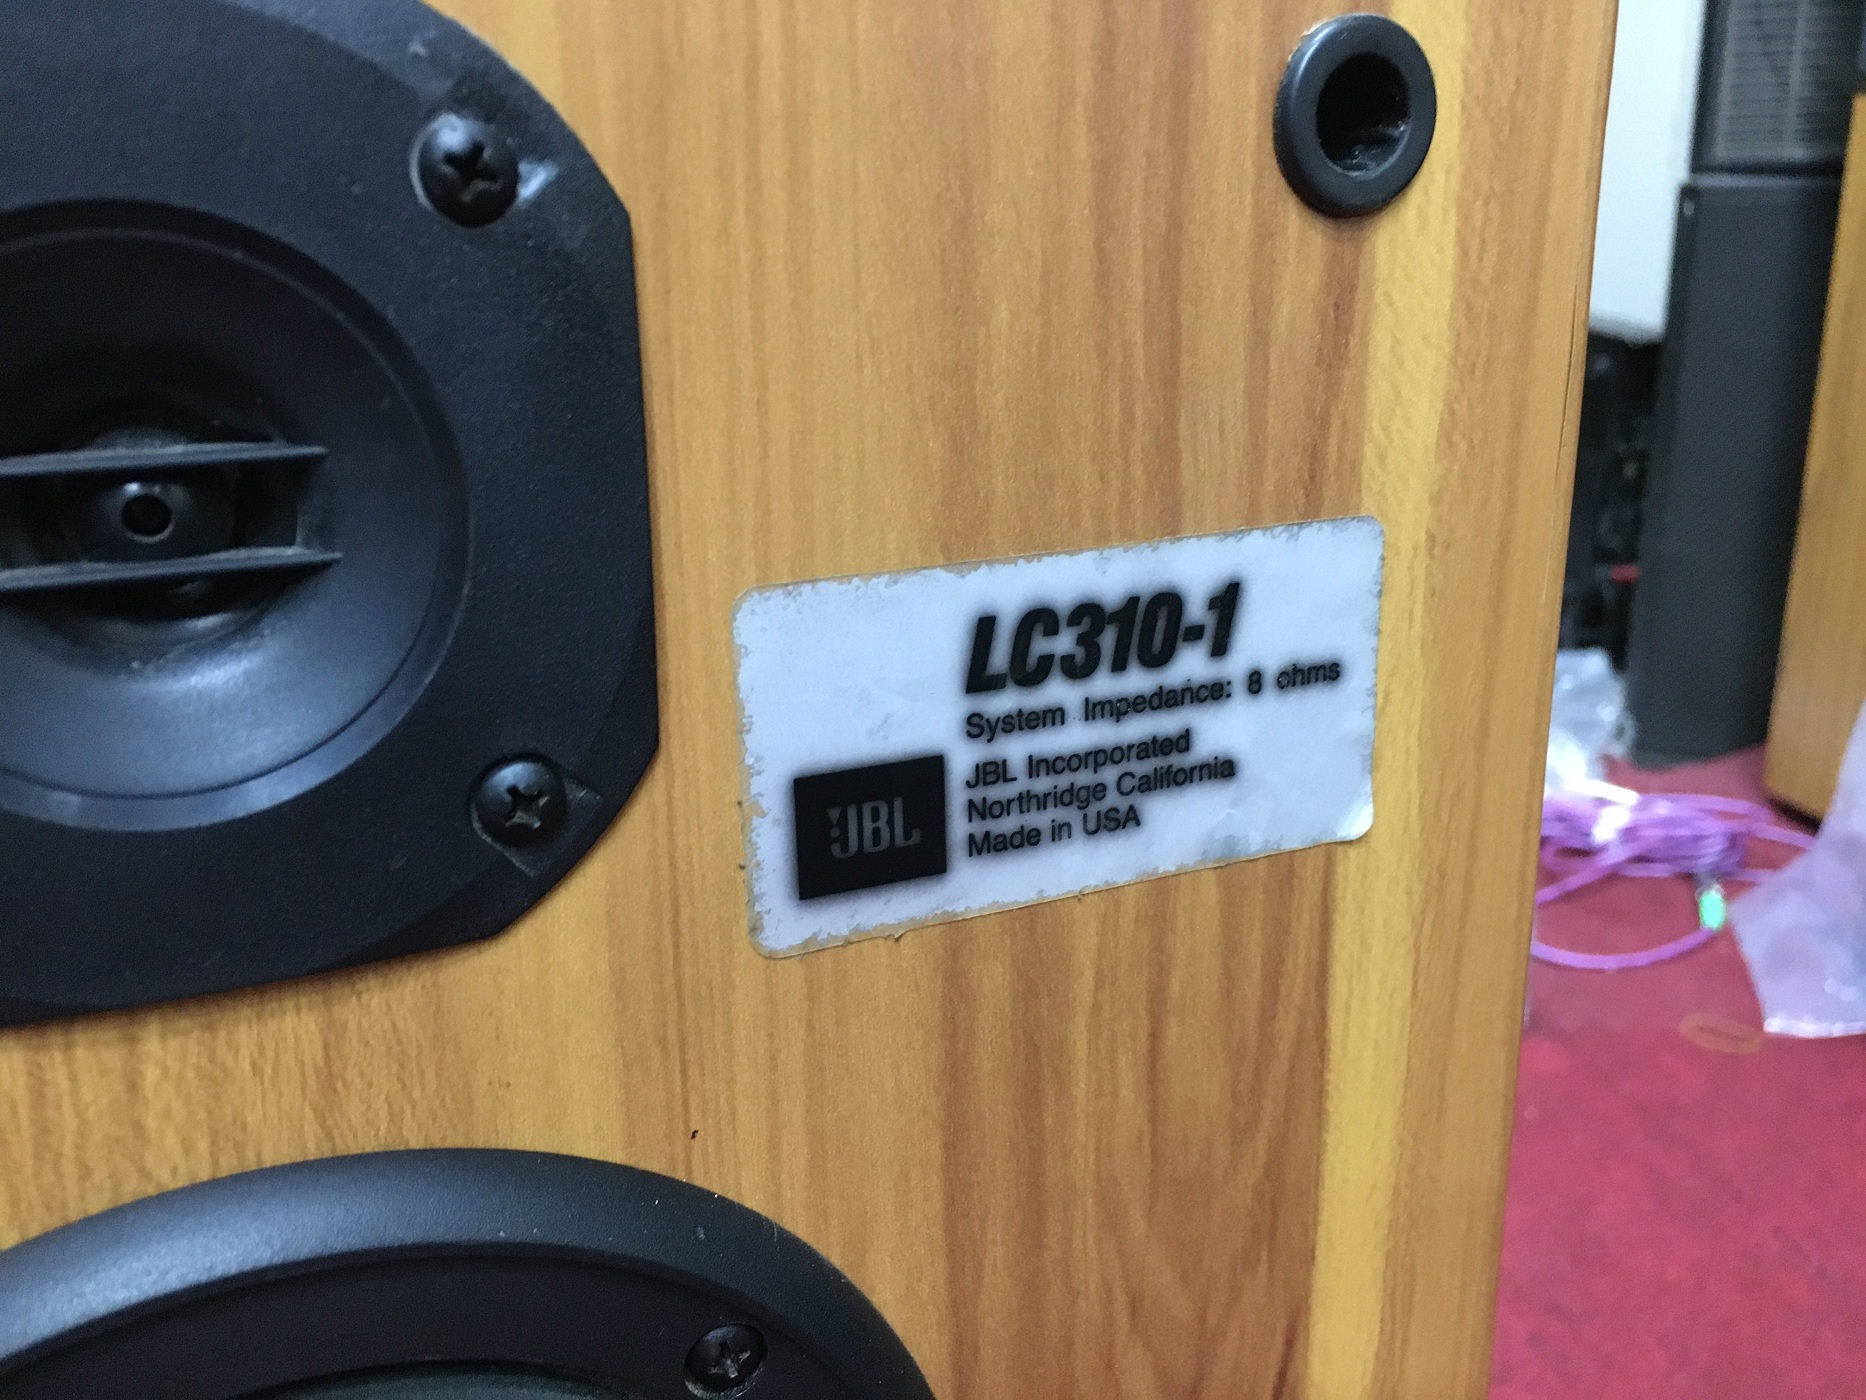 LC310-1
System Impedance: 8 ohms
JBL Incorporated
Northridge California
Made in USA
JBL